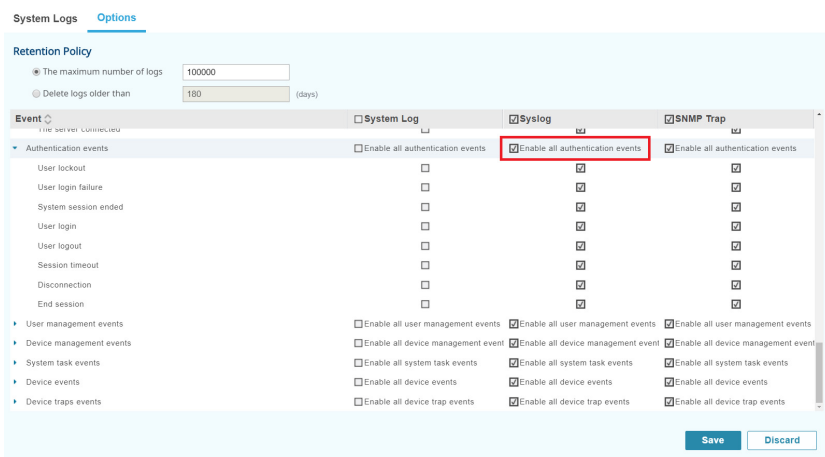 System Logs Options
Retention Policy
The maximum number of logs 100000
Delete logs older than 180 (days)
Event System Log Syslog SNMP Trap
The server connected
Authentication events Enable all authentication events Enable all authentication events Enable all authentication events
User lockout
User login failure
System session ended
User login
User logout
Session timeout
Disconnection
End session
User management events Enable all user management events Enable all user management events Enable all user management events
Device management events Enable all device management event Enable all device management event Enable all device management event
System task events Enable all system task events Enable all system task events Enable all system task events
Device events Enable all device events Enable all device events Enable all device events
Device traps events Enable all device trap events Enable all device trap events Enable all device trap events
Save Discard